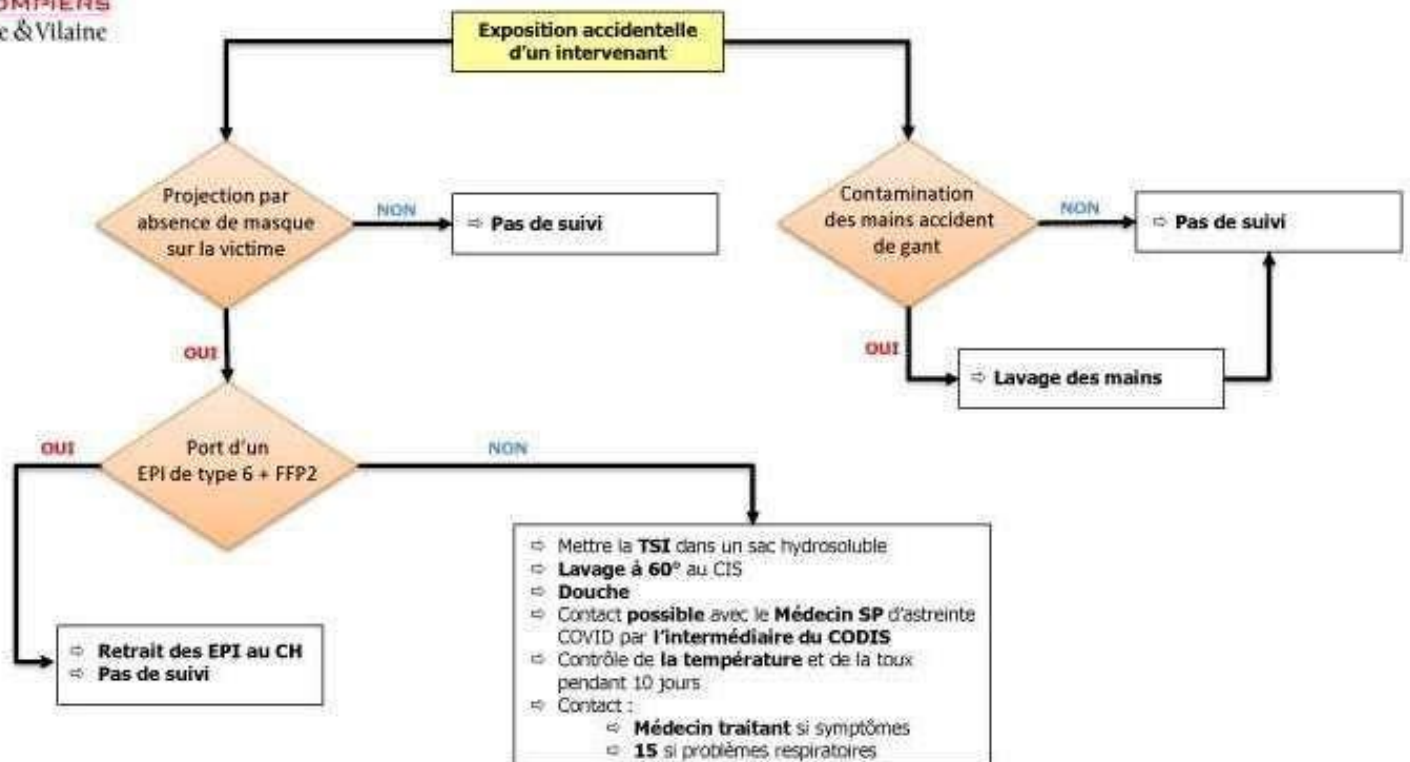 e & Vilaine
Exposition accidentelle
d'un intervenant
Projection par
absence de masque
sur la victime
NON
⇨ Pas de suivi
Contamination
des mains accident
de gant
NON
⇨ Pas de suivi
OUI
OUI
⇨ Lavage des mains
OUI
Port d'un
EPI de type 6 + FFP2
NON
⇨ Mettre la TSI dans un sac hydrosoluble
⇨ Lavage à 60° au CIS
⇨ Douche
⇨ Contact possible avec le Médecin SP d'astreinte
COVID par l'intermédiaire du CODIS
⇨ Contrôle de la température et de la toux
pendant 10 jours
⇨ Contact :
⇨ Médecin traitant si symptômes
⇨ 15 si problèmes respiratoires
⇨ Retrait des EPI au CH
⇨ Pas de suivi